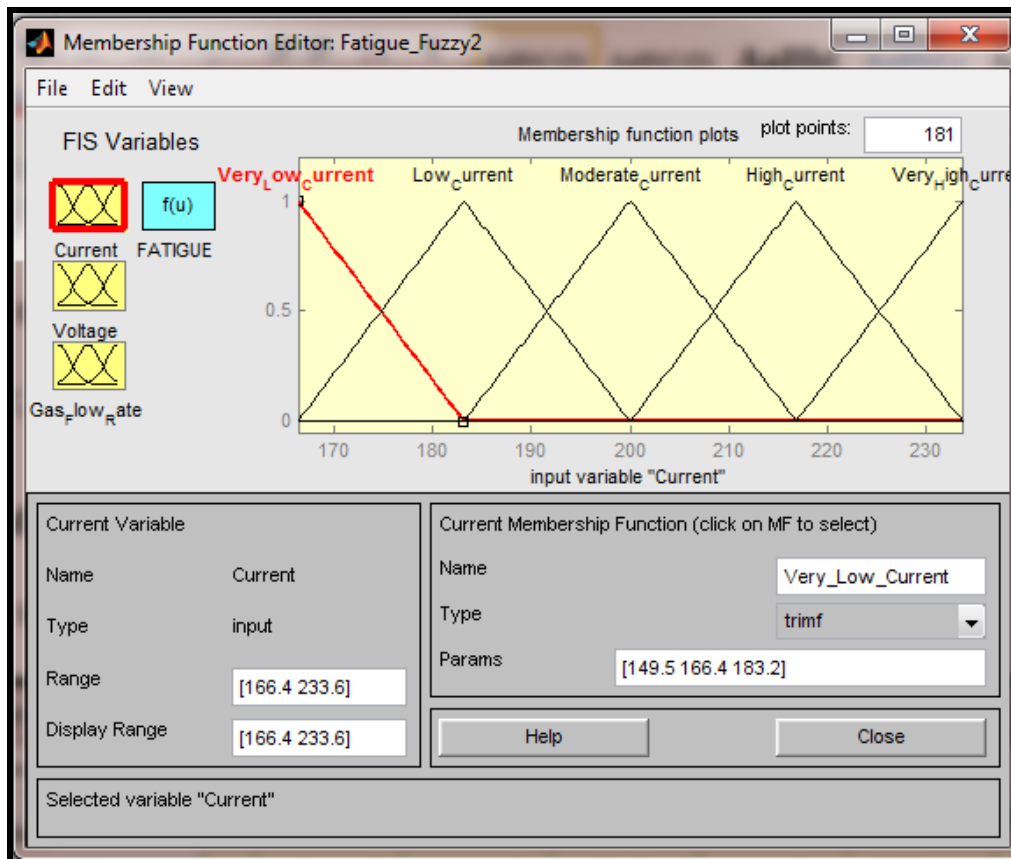 Membership Function Editor: Fatigue_Fuzzy2
File Edit View
FIS Variables
Membership function plots
plot points:
181
f(u)
Current
FATIGUE
Voltage
Gas_Flow_Rate
Very_Low_Current
Low_Current
Moderate_Current
High_Current
Very_High_Curre
1
0.5
0
170 180 190 200 210 220 230
input variable "Current"
Current Variable
Name Current
Type input
Range [166.4 233.6]
Display Range [166.4 233.6]
Current Membership Function (click on MF to select)
Name Very_Low_Current
Type trimf
Params [149.5 166.4 183.2]
Help Close
Selected variable "Current"